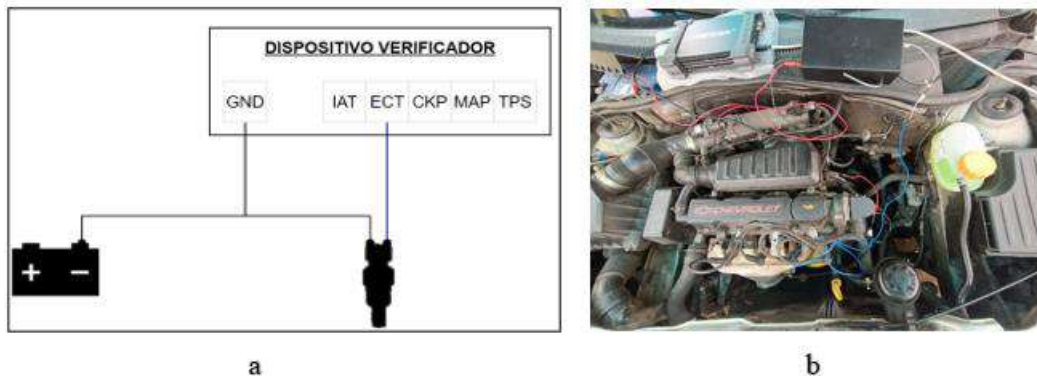 DISPOSITIVO VERIFICADOR
GND IAT ECT CKP MAP TPS
+ −
CHEVROLET
a b